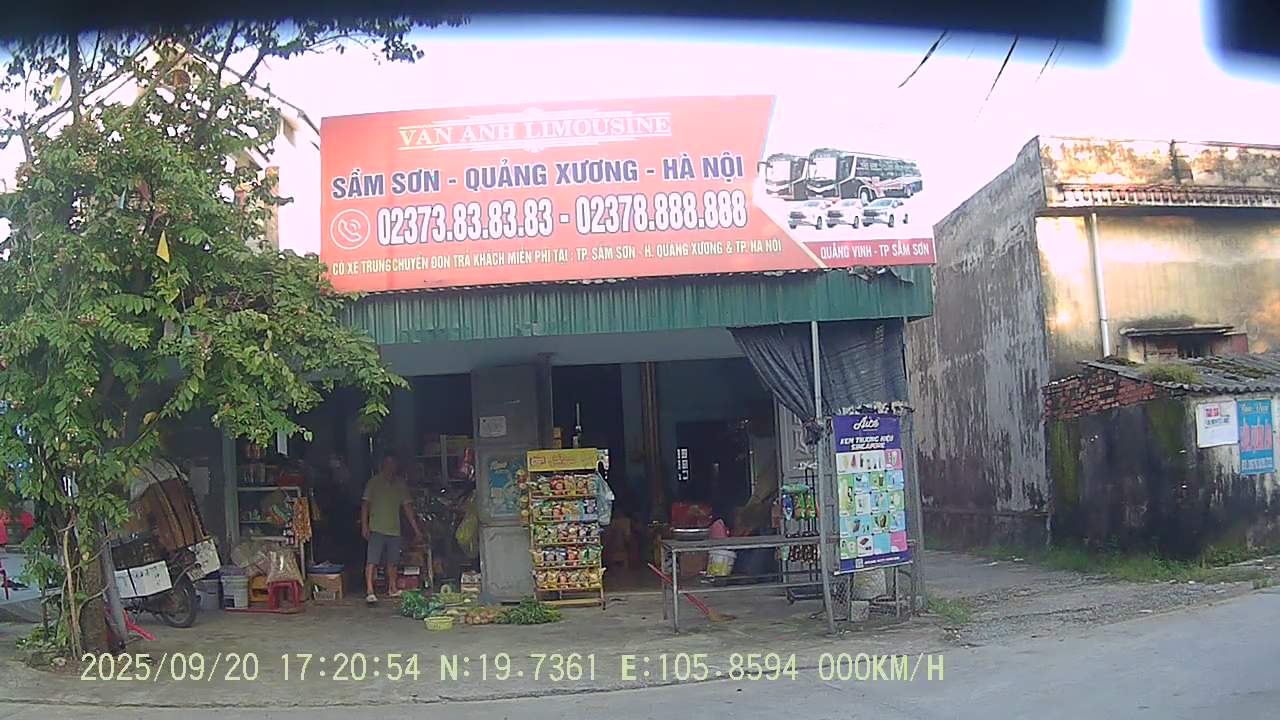 VAN ANH LIMOUSINE
SẦM SƠN - QUẢNG XƯƠNG - HÀ NỘI
02373.83.83.83 - 02378.888.888
CÓ XE TRUNG CHUYỂN ĐÓN TRẢ KHÁCH MIỄN PHÍ TẠI : TP. SẦM SƠN - H. QUẢNG XƯƠNG & TP. HÀ NỘI
QUẢNG VINH - TP SẦM SƠN
Aice
KEM THƯƠNG HIỆU
SINGAPORE
2025/09/20 17:20:54 N:19.7361 E:105.8594 000KM/H